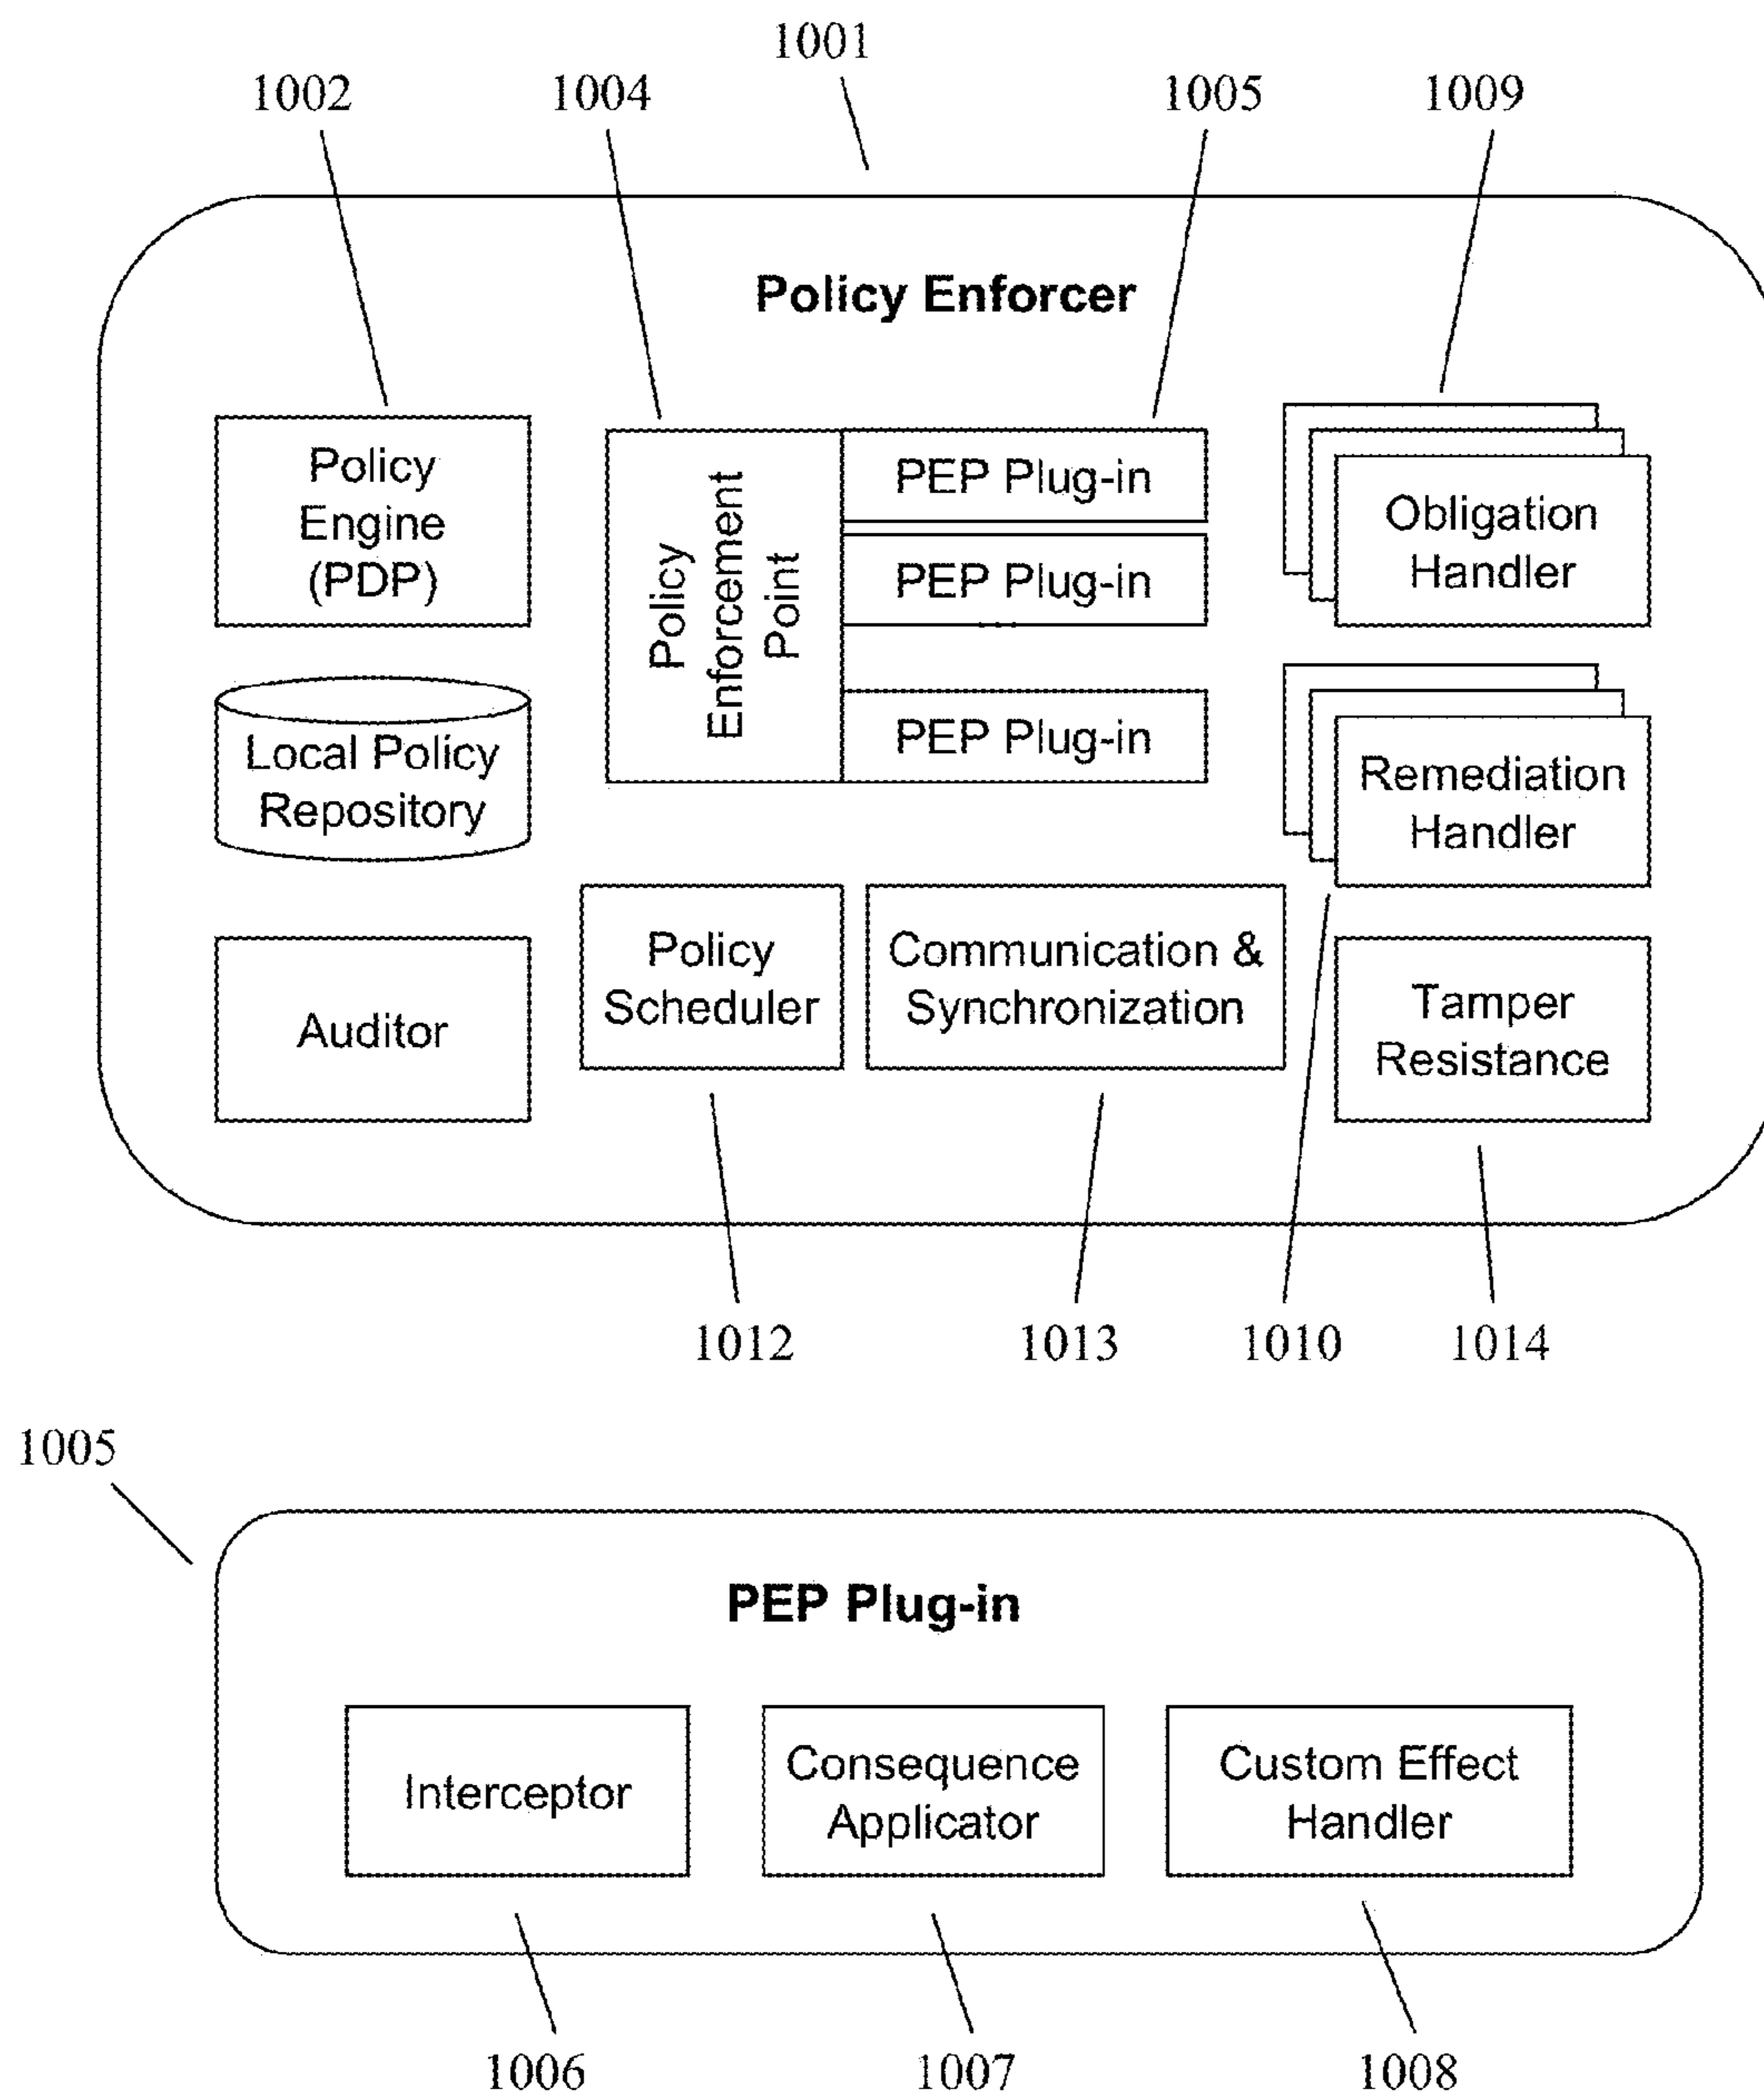 1001
1002
1004
1005
1009
Policy Enforcer
Policy
Engine
(PDP)
Policy
Enforcement
Point
PEP Plug-in
PEP Plug-in
PEP Plug-in
Obligation
Handler
Local Policy
Repository
Remediation
Handler
Auditor
Policy
Scheduler
Communication &
Synchronization
Tamper
Resistance
1012
1013
1010
1014
1005
PEP Plug-in
Interceptor
Consequence
Applicator
Custom Effect
Handler
1006
1007
1008